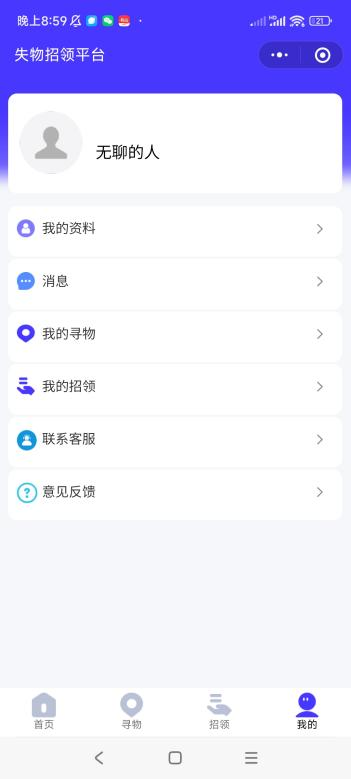 晚上8:59
HD
21
失物招领平台
无聊的人
我的资料
消息
我的寻物
我的招领
联系客服
意见反馈
首页
寻物
招领
我的